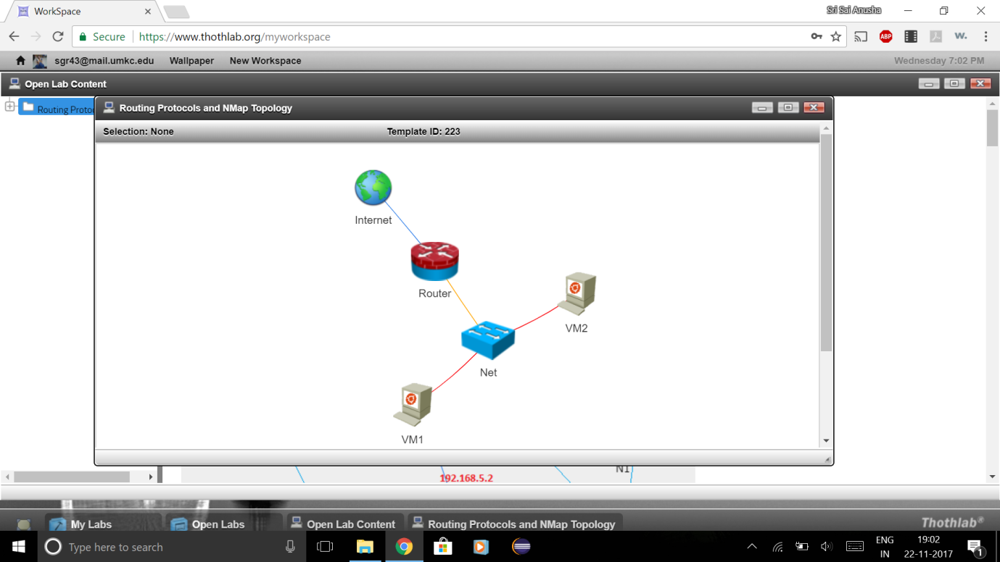 WorkSpace
Sri Sai Anusha
Secure https://www.thothlab.org/myworkspace
ABP
w.
sgr43@mail.umkc.edu Wallpaper New Workspace Wednesday 7:02 PM
Open Lab Content
Routing Proto
Routing Protocols and NMap Topology
Selection: None Template ID: 223
Internet
Router
VM2
Net
VM1
N1
192.168.5.2
My Labs Open Labs Open Lab Content Routing Protocols and NMap Topology Thothlab®
Type here to search
ENG 19:02
IN 22-11-2017 1